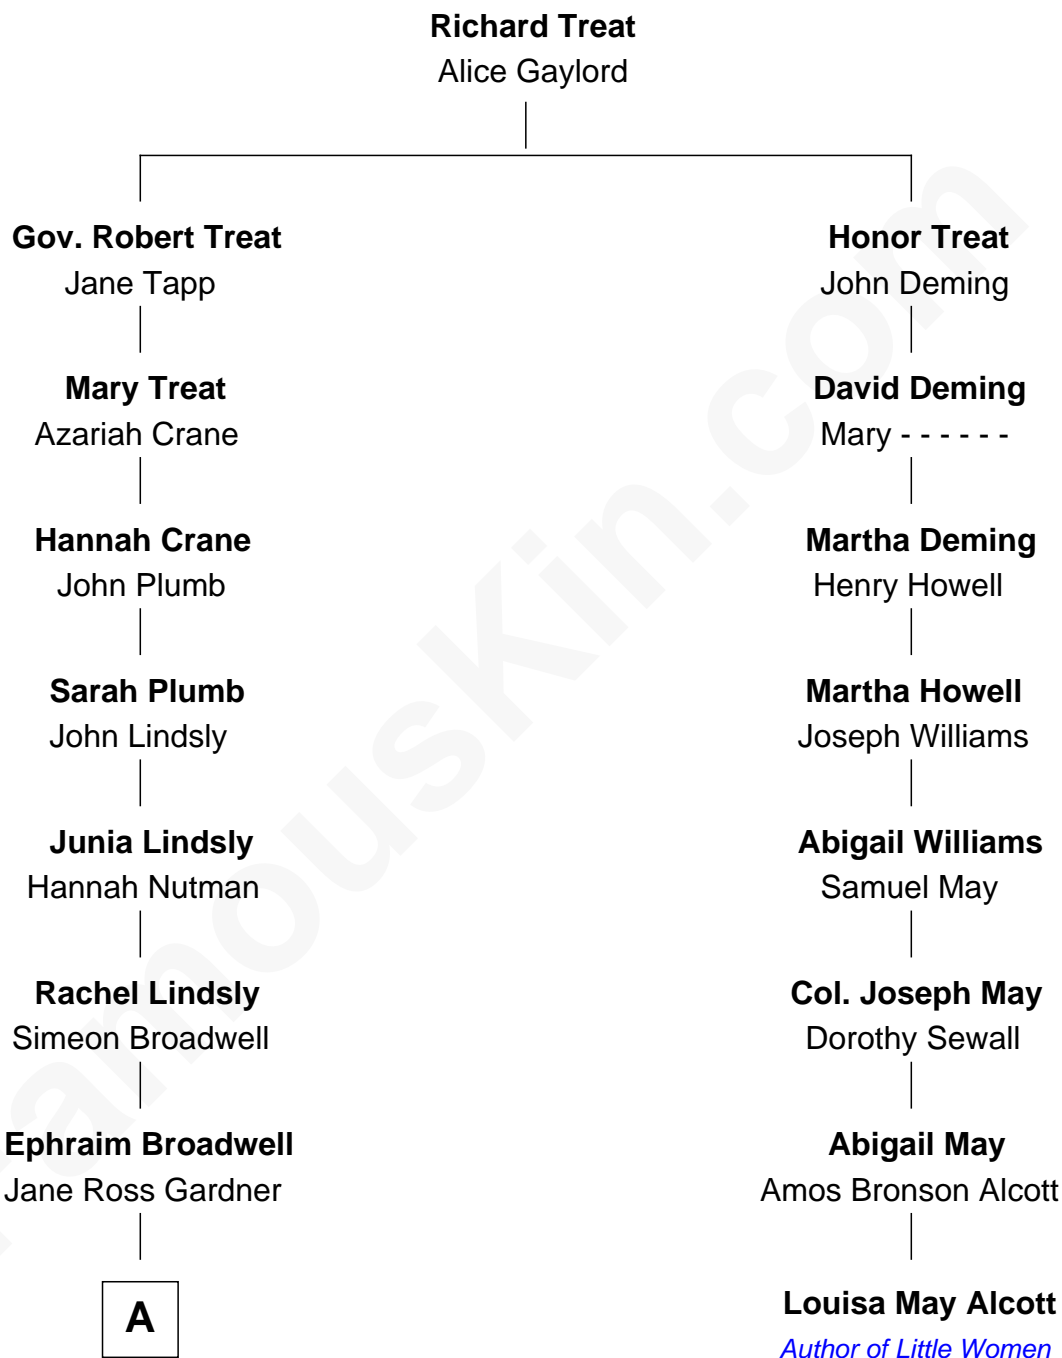 Richard Treat
Alice Gaylord
Gov. Robert Treat
Jane Tapp
Mary Treat
Azariah Crane
Hannah Crane
John Plumb
Sarah Plumb
John Lindsly
Junia Lindsly
Hannah Nutman
Rachel Lindsly
Simeon Broadwell
Ephraim Broadwell
Jane Ross Gardner
A
Honor Treat
John Deming
David Deming
Mary - - - - - -
Martha Deming
Henry Howell
Martha Howell
Joseph Williams
Abigail Williams
Samuel May
Col. Joseph May
Dorothy Sewall
Abigail May
Amos Bronson Alcott
Louisa May Alcott
Author of Little Women
FamousKin.com